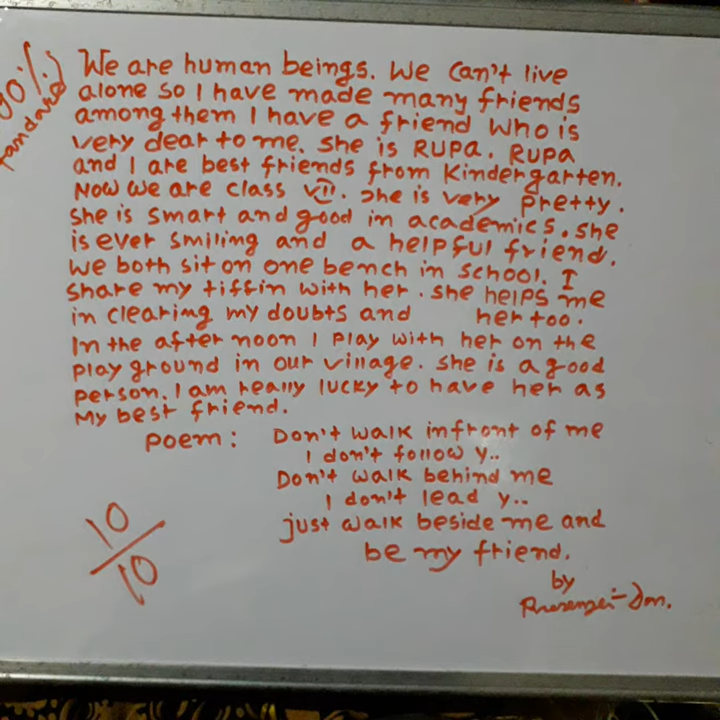 90%)
tandard
We are human beings. We can't live
alone so I have made many friends
among them I have a friend who is
very dear to me. She is RUPA. RUPA
and I are best friends from Kindergarten.
Now we are class VII. She is very pretty.
She is smart and good in academics. She
is ever smiling and a helpful friend.
We both sit on one bench in school. I
share my tiffin with her. She helps me
in clearing my doubts and her too.
In the after noon I play with her on the
play ground in our village. She is a good
person. I am really lucky to have her as
My best friend.
Poem: Don't walk infront of me
I don't follow y..
Don't walk behind me
I don't lead y..
just walk beside me and
be my friend.
10
10
by